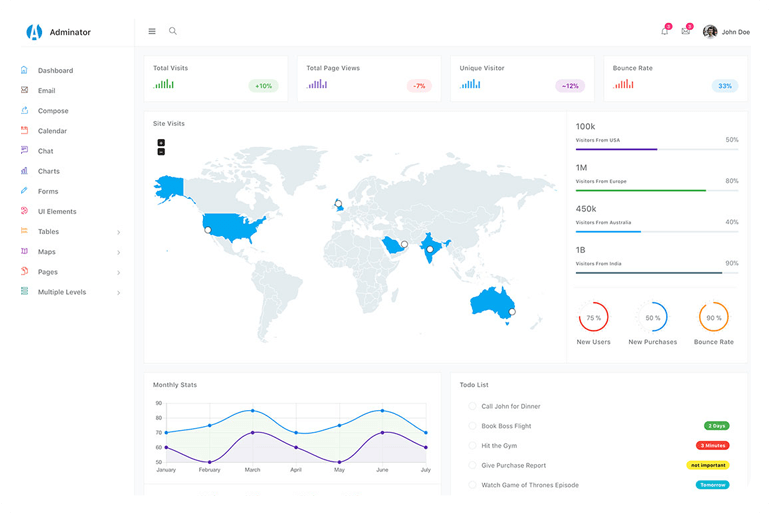 Adminator
John Doe
Dashboard
Email
Compose
Calendar
Chat
Charts
Forms
UI Elements
Tables
Maps
Pages
Multiple Levels
Total Visits
+10%
Total Page Views
-7%
Unique Visitor
~12%
Bounce Rate
33%
Site Visits
+
−
100k
Visitors From USA
50%
1M
Visitors From Europe
80%
450k
Visitors From Australia
40%
1B
Visitors From India
90%
75 %
50 %
90 %
New Users
New Purchases
Bounce Rate
Monthly Stats
90
80
70
60
50
January February March April May June July
Todo List
Call John for Dinner
Book Boss Flight
2 Days
Hit the Gym
3 Minutes
Give Purchase Report
not important
Watch Game of Thrones Episode
Tomorrow